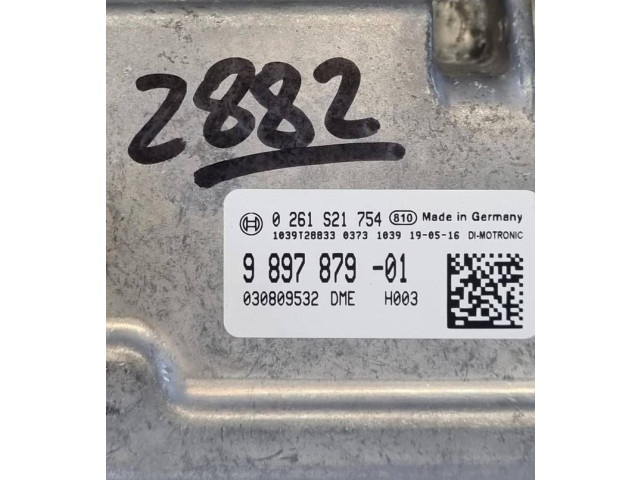 2882
0 261 S21 754 810 Made in Germany
1039T28833 0373 1039 19-05-16 DI-MOTRONIC
9 897 879 -01
030809532 DME H003